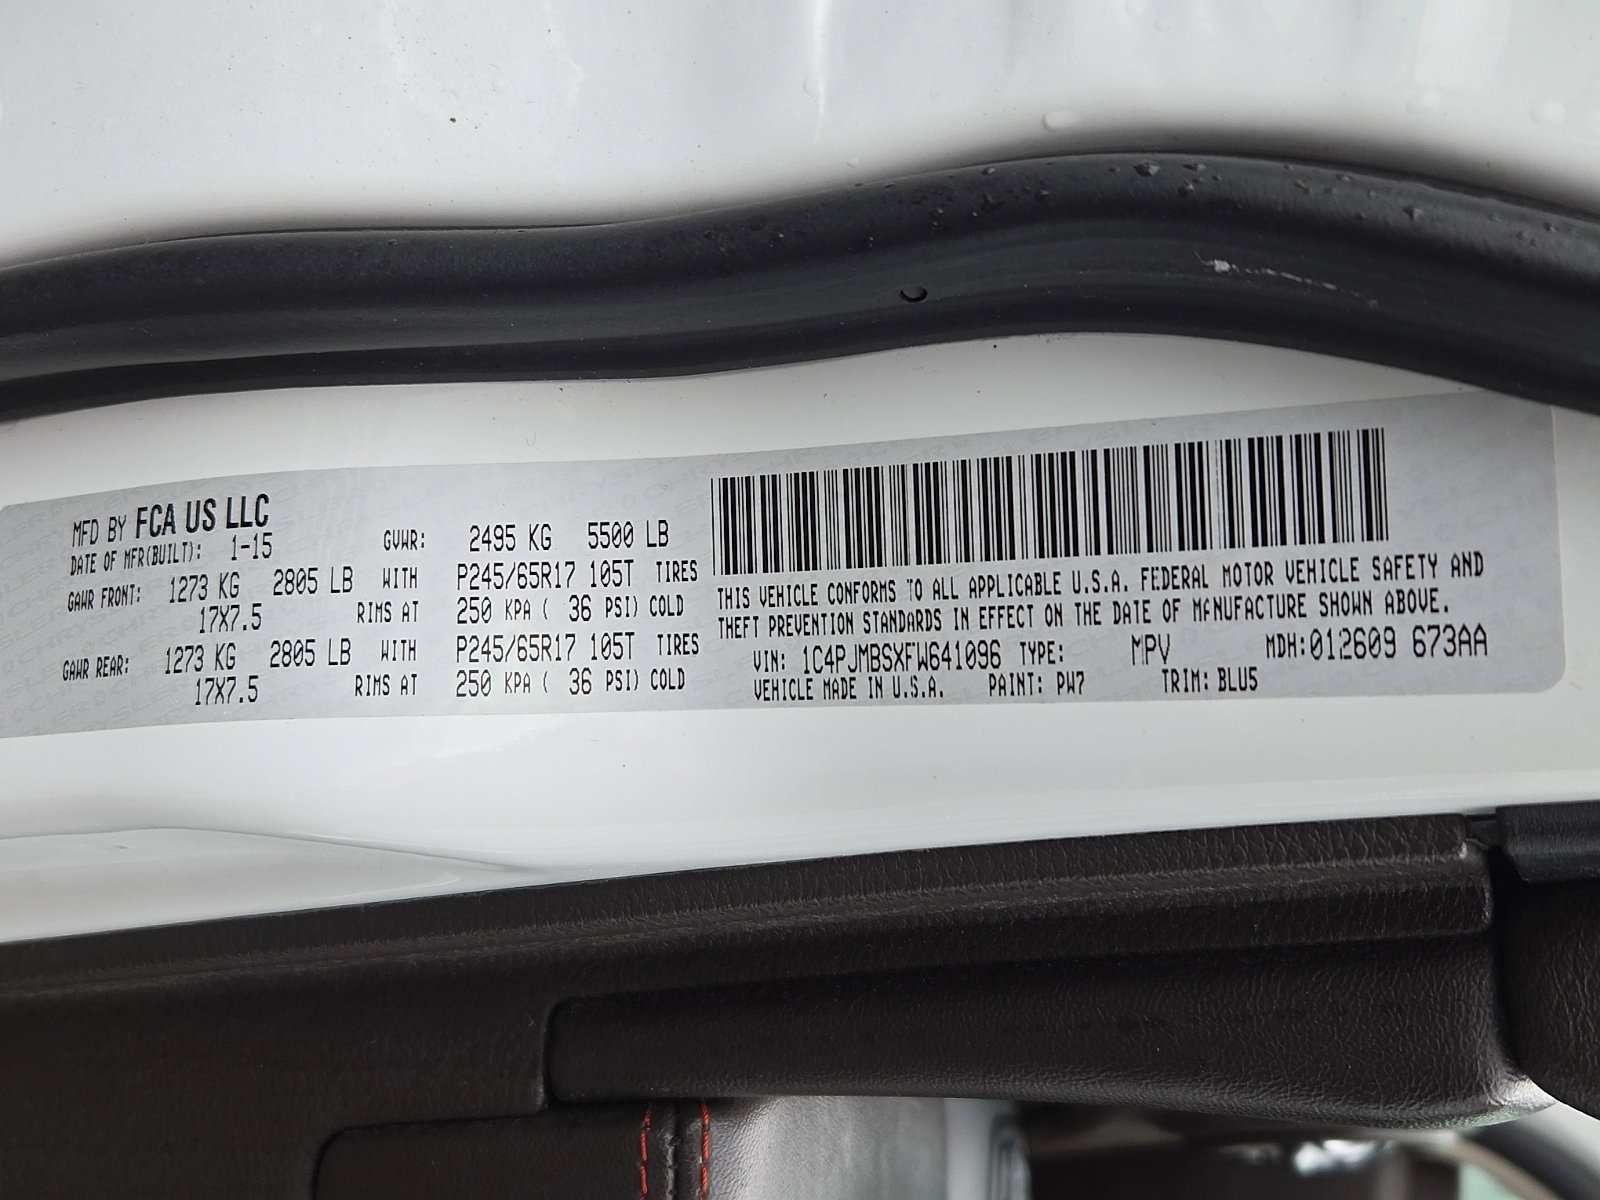 MFD BY FCA US LLC
DATE OF MFR(BUILT): 1-15 GVWR: 2495 KG 5500 LB
GAWR FRONT: 1273 KG 2805 LB WITH P245/65R17 105T TIRES
17X7.5 RIMS AT 250 KPA ( 36 PSI) COLD
GAWR REAR: 1273 KG 2805 LB WITH P245/65R17 105T TIRES
17X7.5 RIMS AT 250 KPA ( 36 PSI) COLD
THIS VEHICLE CONFORMS TO ALL APPLICABLE U.S.A. FEDERAL MOTOR VEHICLE SAFETY AND
THEFT PREVENTION STANDARDS IN EFFECT ON THE DATE OF MANUFACTURE SHOWN ABOVE.
VIN: 1C4PJMBSXFW641096 TYPE: MPV MDH:012609 673AA
VEHICLE MADE IN U.S.A. PAINT: PW7 TRIM: BLU5